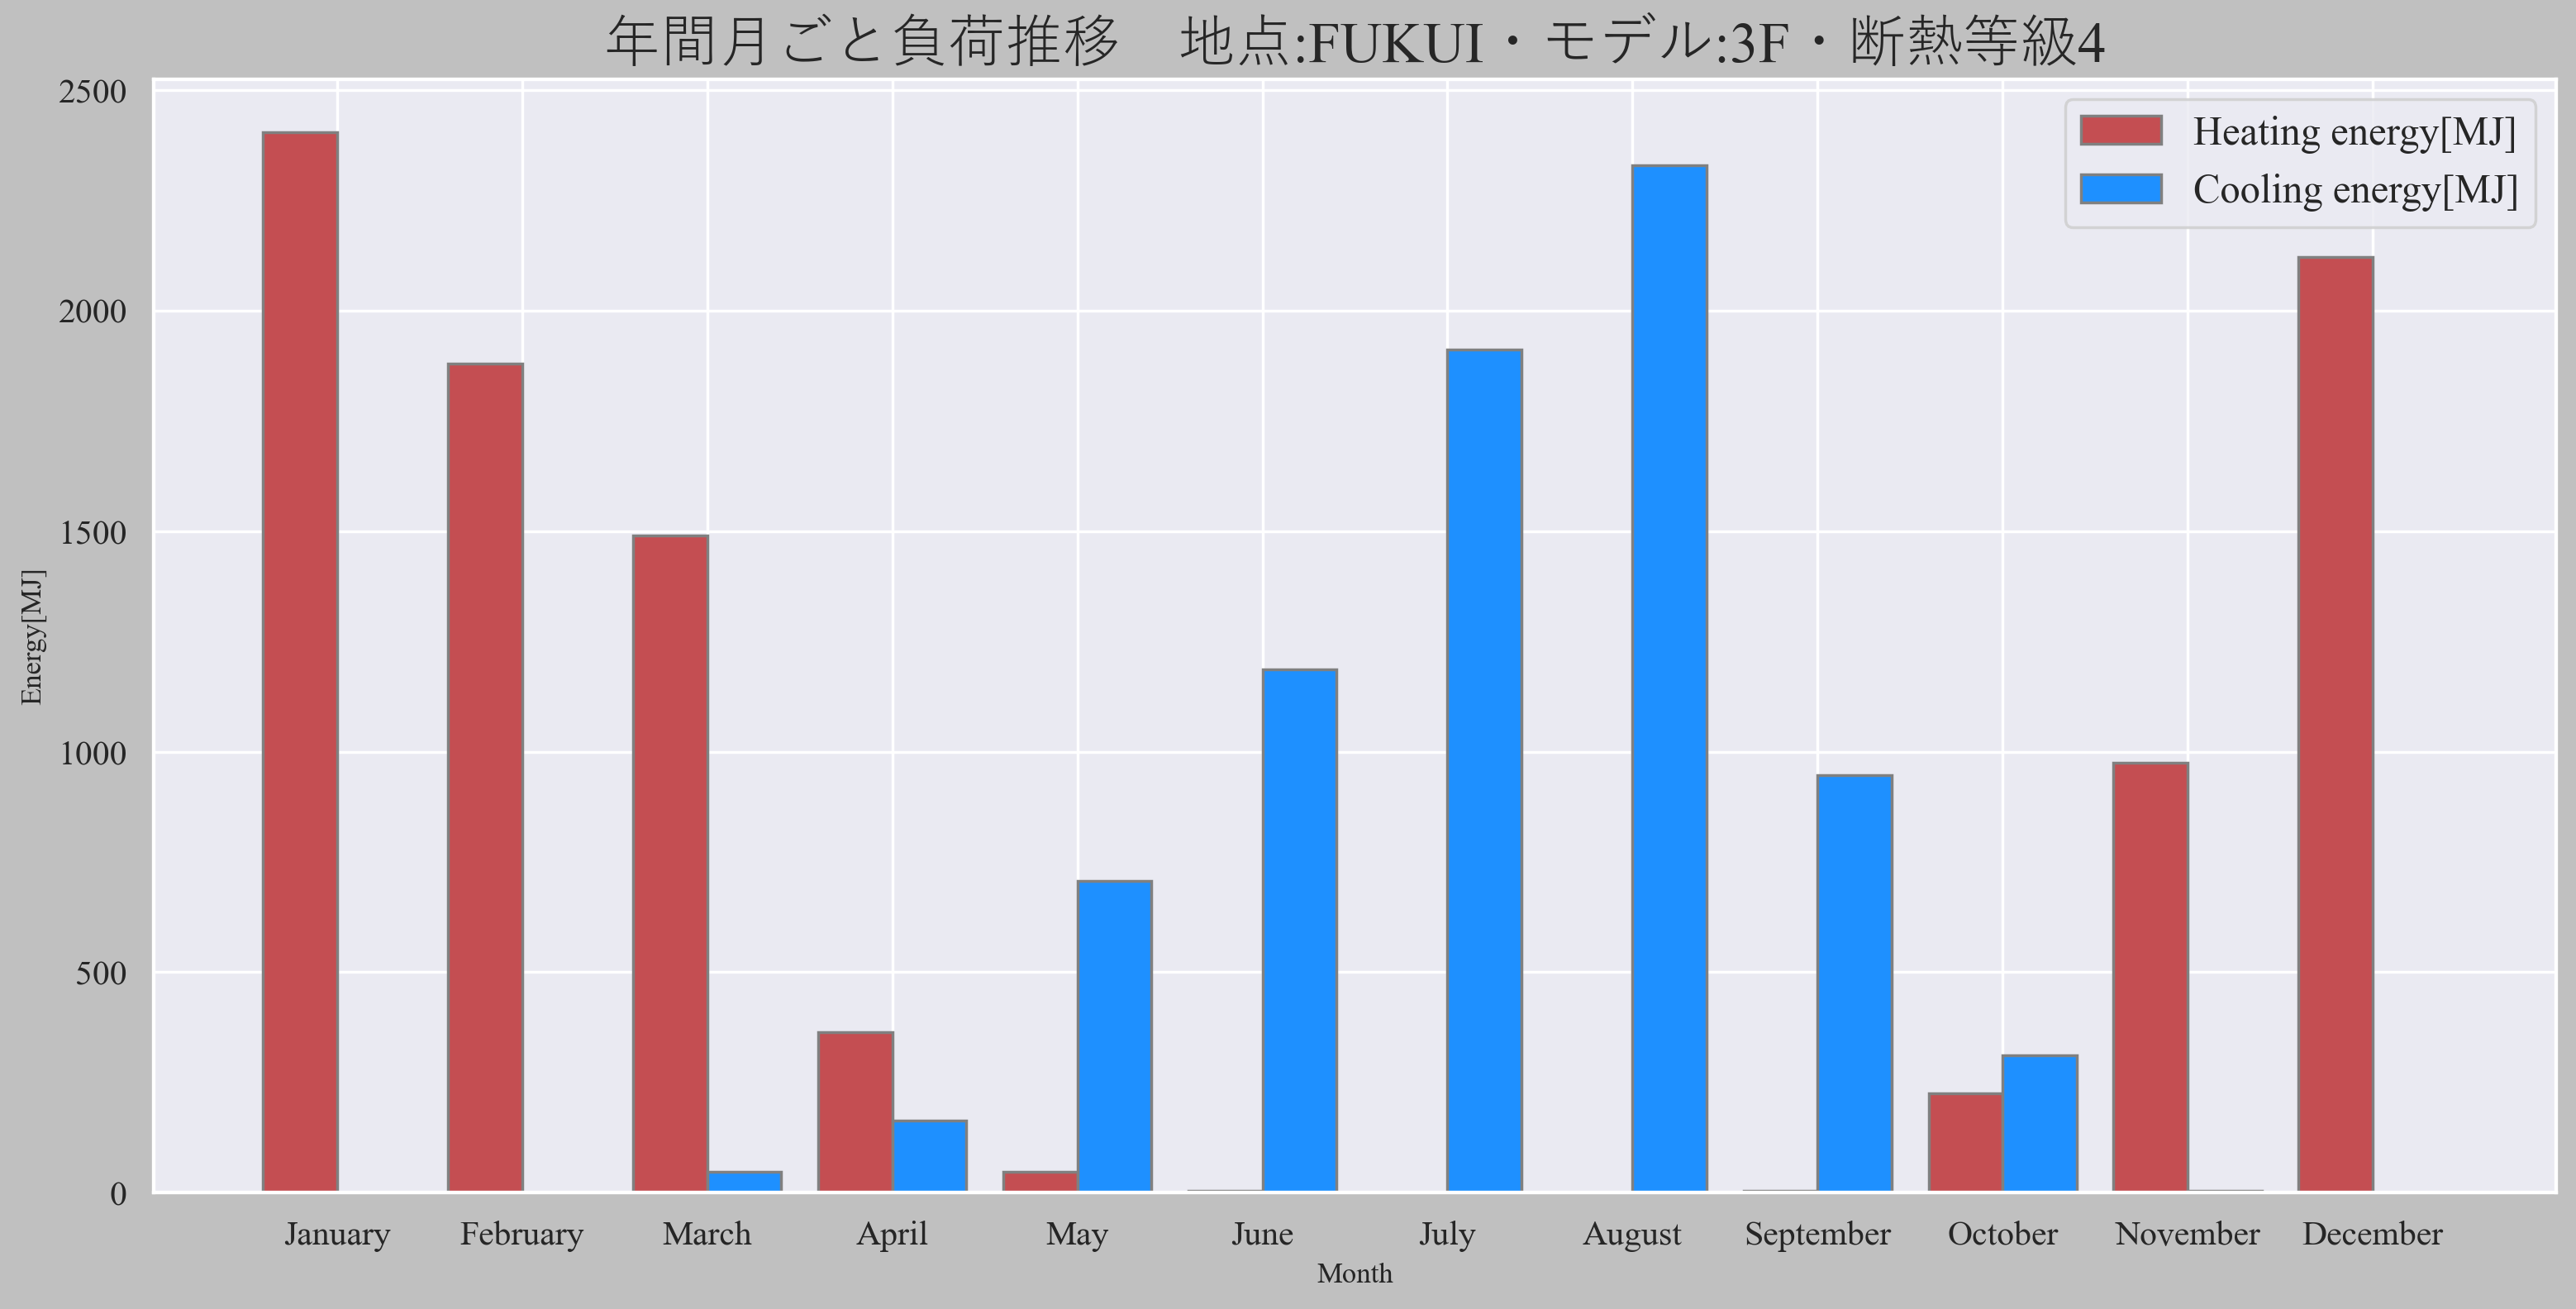 年間月ごと負荷推移　地点:FUKUI・モデル:3F・断熱等級4
Heating energy[MJ]
Cooling energy[MJ]
2500
2000
1500
1000
500
0
Energy[MJ]
January February March April May June July August September October November December
Month